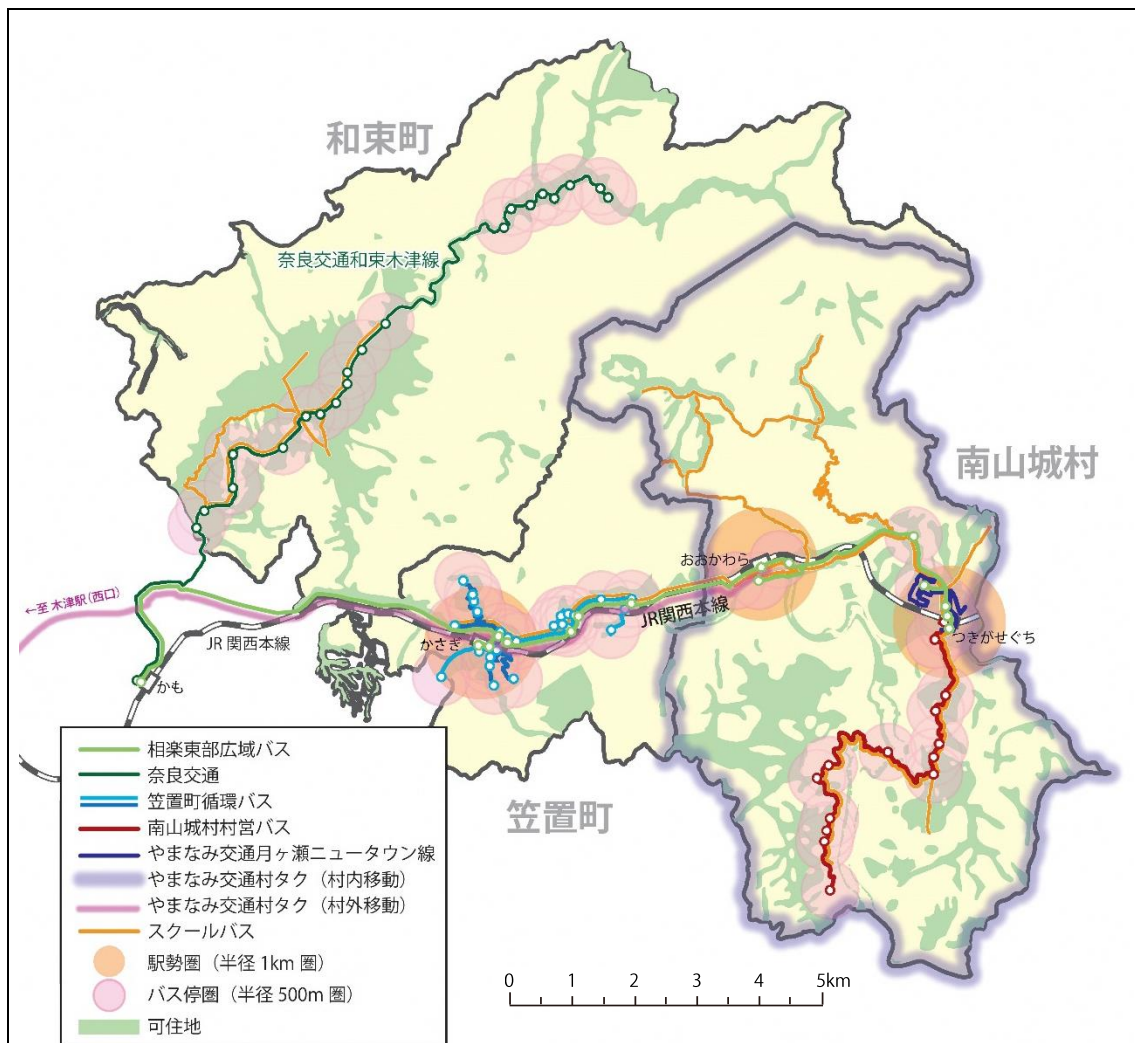 和束町
奈良交通和束木津線
南山城村
おおかわら
JR関西本線
つきがせぐち
かさぎ
←至 木津駅(西口)
JR関西本線
かも
笠置町
相楽東部広域バス
奈良交通
笠置町循環バス
南山城村村営バス
やまなみ交通月ヶ瀬ニュータウン線
やまなみ交通村タク（村内移動）
やまなみ交通村タク（村外移動）
スクールバス
駅勢圏（半径 1km 圏）
バス停圏（半径 500m 圏）
可住地
0 1 2 3 4 5km